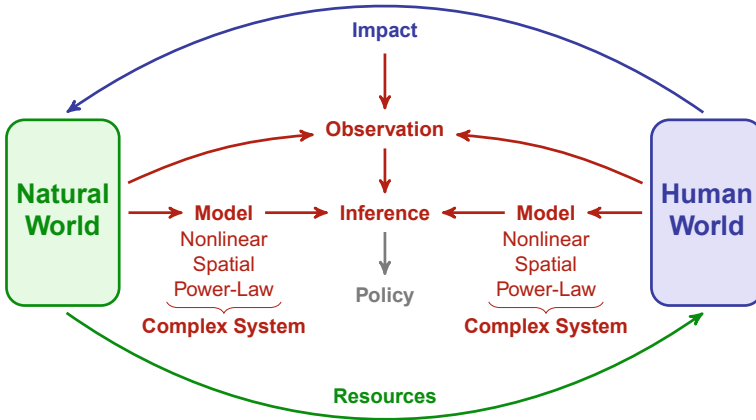 Impact
Observation
Natural
World
Human
World
Model
Inference
Model
Nonlinear
Spatial
Power-Law
Complex System
Nonlinear
Spatial
Power-Law
Complex System
Policy
Resources